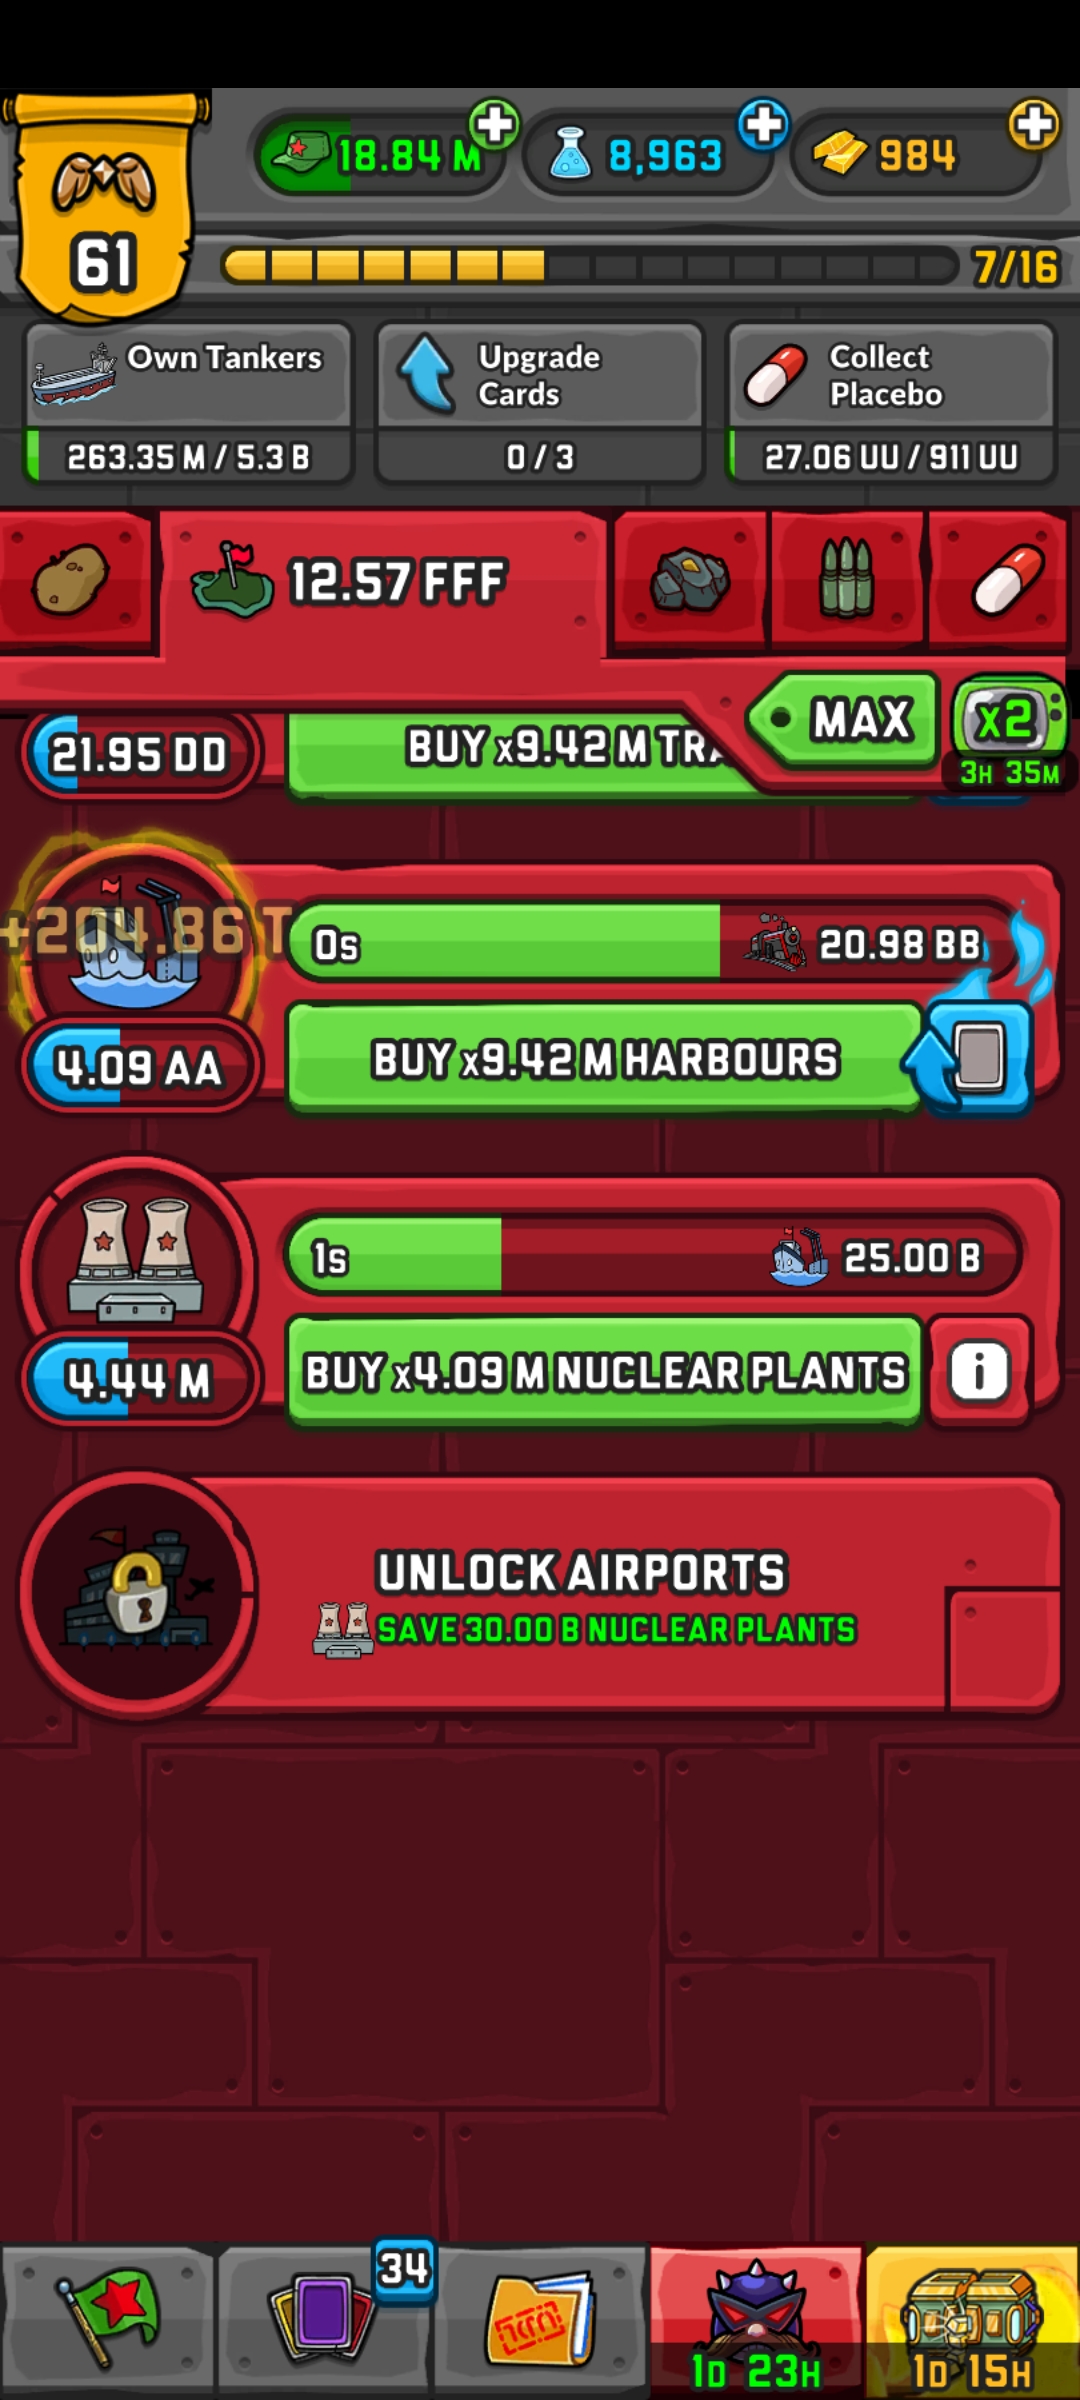 18.84 M
8,963
984
61
7/16
Own Tankers
263.35 M / 5.3 B
Upgrade
Cards
0 / 3
Collect
Placebo
27.06 UU / 911 UU
12.57 FFF
MAX
x2
3H 35M
21.95 DD
BUY x9.42 M TRA
+204.86 T
0s
20.98 BB
4.09 AA
BUY x9.42 M HARBOURS
1s
25.00 B
4.44 M
BUY x4.09 M NUCLEAR PLANTS
i
UNLOCK AIRPORTS
SAVE 30.00 B NUCLEAR PLANTS
34
1D 23H
1D 15H